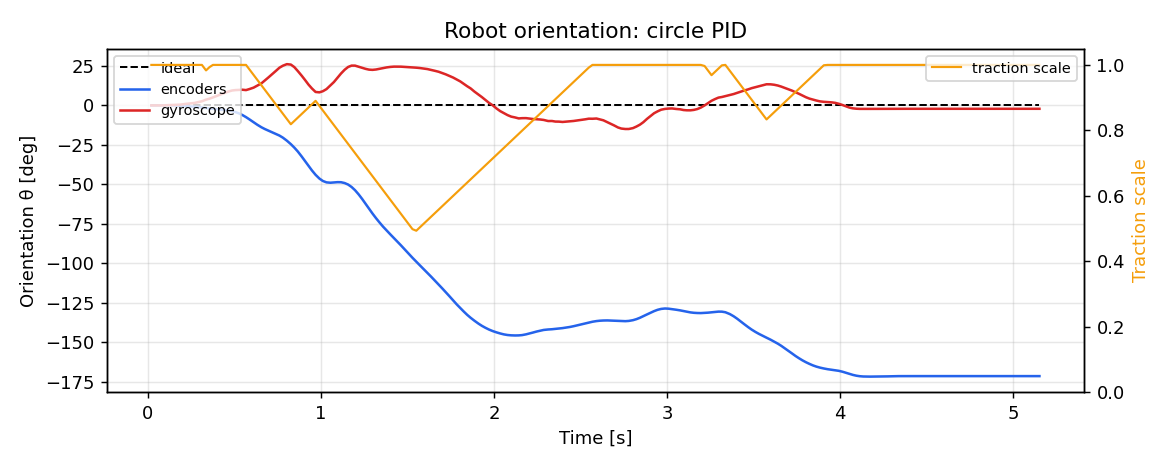 Robot orientation: circle PID
ideal
encoders
gyroscope
traction scale
Orientation θ [deg]
25
0
−25
−50
−75
−100
−125
−150
−175
1.0
0.8
0.6
0.4
0.2
0.0
Traction scale
0 1 2 3 4 5
Time [s]